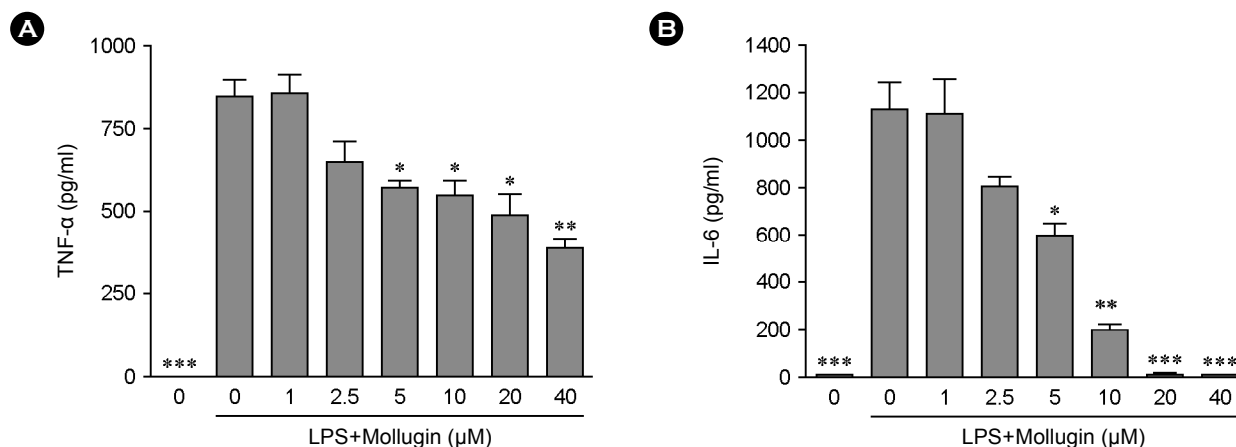 A
1000
750
500
250
0
TNF-α (pg/ml)
***
*
*
*
**
0 0 1 2.5 5 10 20 40
LPS+Mollugin (µM)
B
1400
1200
1000
800
600
400
200
0
IL-6 (pg/ml)
***
*
**
***
***
0 0 1 2.5 5 10 20 40
LPS+Mollugin (µM)